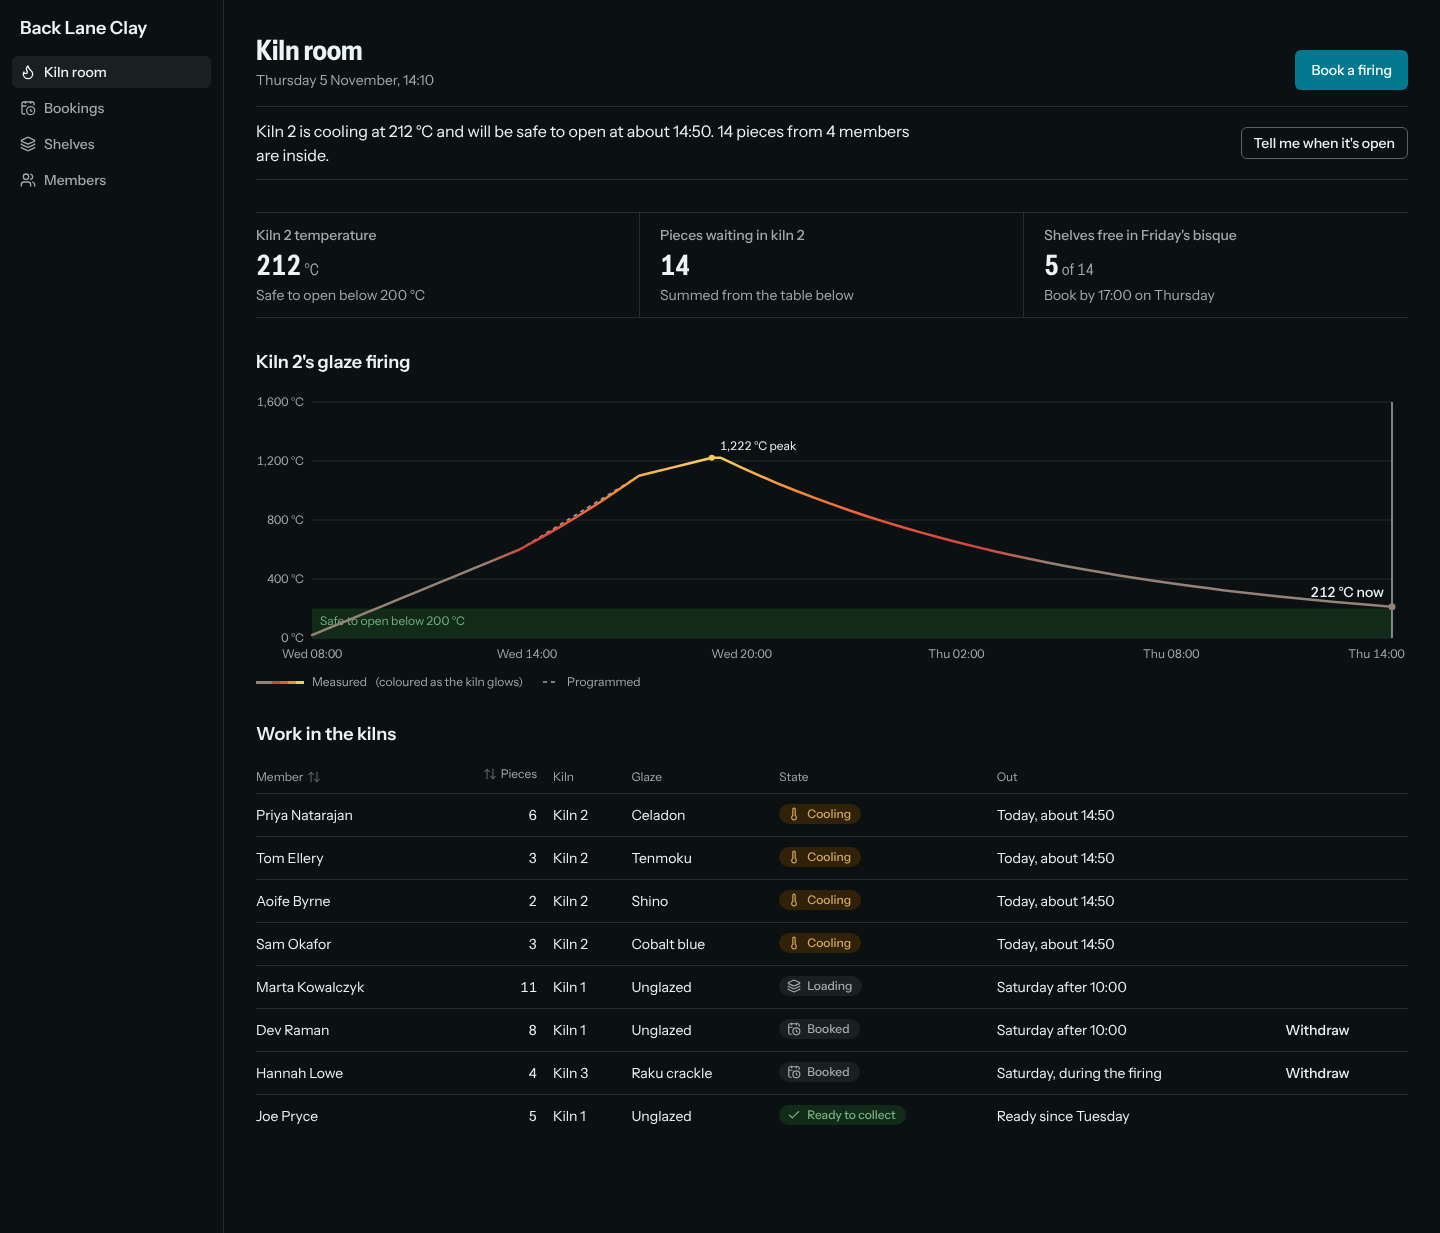 Back Lane Clay
Kiln room
Bookings
Shelves
Members
Kiln room
Thursday 5 November, 14:10
Book a firing
Kiln 2 is cooling at 212 °C and will be safe to open at about 14:50. 14 pieces from 4 members
are inside.
Tell me when it's open
Kiln 2 temperature
212 °C
Safe to open below 200 °C
Pieces waiting in kiln 2
14
Summed from the table below
Shelves free in Friday's bisque
5 of 14
Book by 17:00 on Thursday
Kiln 2's glaze firing
1,600 °C
1,200 °C
800 °C
400 °C
0 °C
1,222 °C peak
212 °C now
Safe to open below 200 °C
Wed 08:00 Wed 14:00 Wed 20:00 Thu 02:00 Thu 08:00 Thu 14:00
Measured (coloured as the kiln glows) Programmed
Work in the kilns
Member Pieces Kiln Glaze State Out
Priya Natarajan 6 Kiln 2 Celadon Cooling Today, about 14:50
Tom Ellery 3 Kiln 2 Tenmoku Cooling Today, about 14:50
Aoife Byrne 2 Kiln 2 Shino Cooling Today, about 14:50
Sam Okafor 3 Kiln 2 Cobalt blue Cooling Today, about 14:50
Marta Kowalczyk 11 Kiln 1 Unglazed Loading Saturday after 10:00
Dev Raman 8 Kiln 1 Unglazed Booked Saturday after 10:00 Withdraw
Hannah Lowe 4 Kiln 3 Raku crackle Booked Saturday, during the firing Withdraw
Joe Pryce 5 Kiln 1 Unglazed Ready to collect Ready since Tuesday